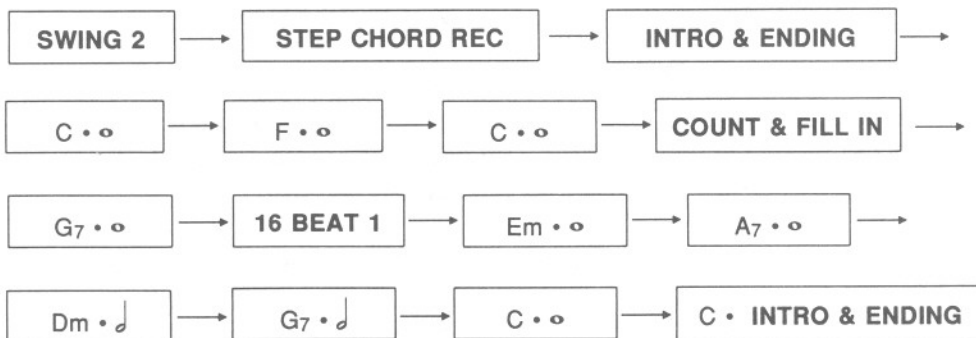 SWING 2 → STEP CHORD REC → INTRO & ENDING →
C • 𝅝 → F • 𝅝 → C • 𝅝 → COUNT & FILL IN →
G7 • 𝅝 → 16 BEAT 1 → Em • 𝅝 → A7 • 𝅝 →
Dm • 𝅗𝅥 → G7 • 𝅗𝅥 → C • 𝅝 → C • INTRO & ENDING